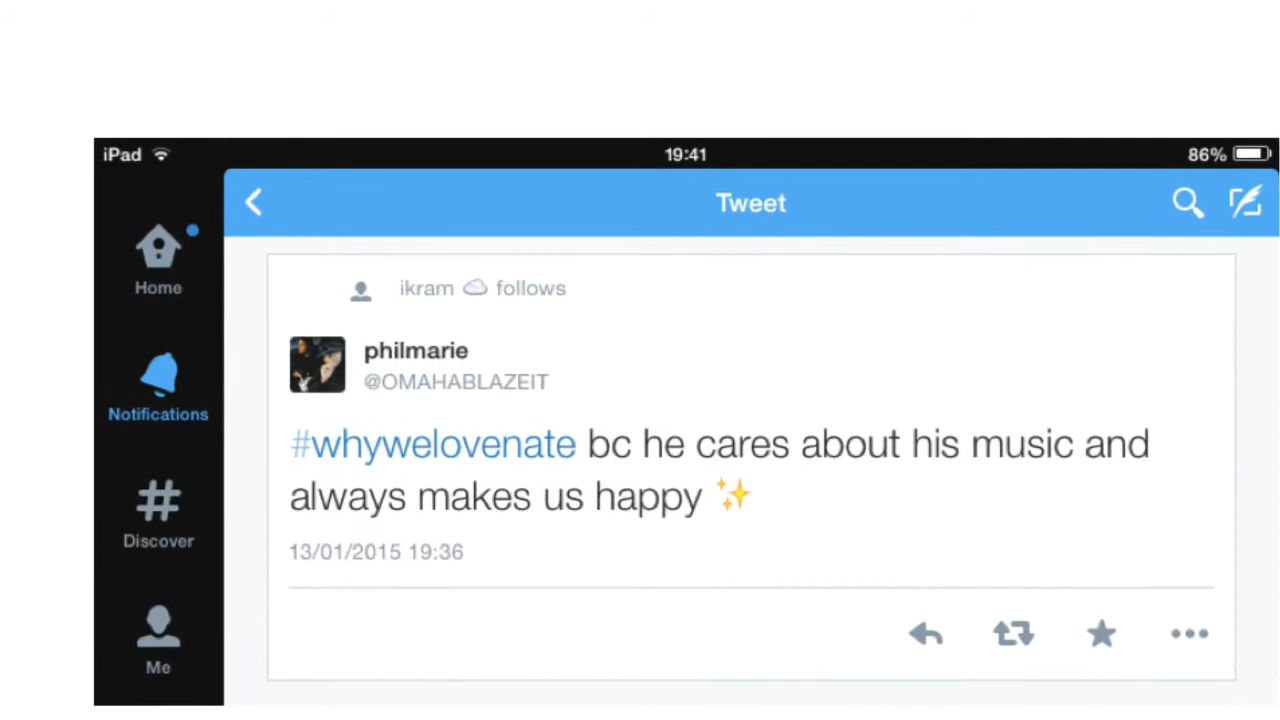 iPad 19:41 86%
Tweet
Home
Notifications
Discover
Me
ikram ☁️ follows
philmarie
@OMAHABLAZEIT
#whywelovenate bc he cares about his music and
always makes us happy ✨
13/01/2015 19:36